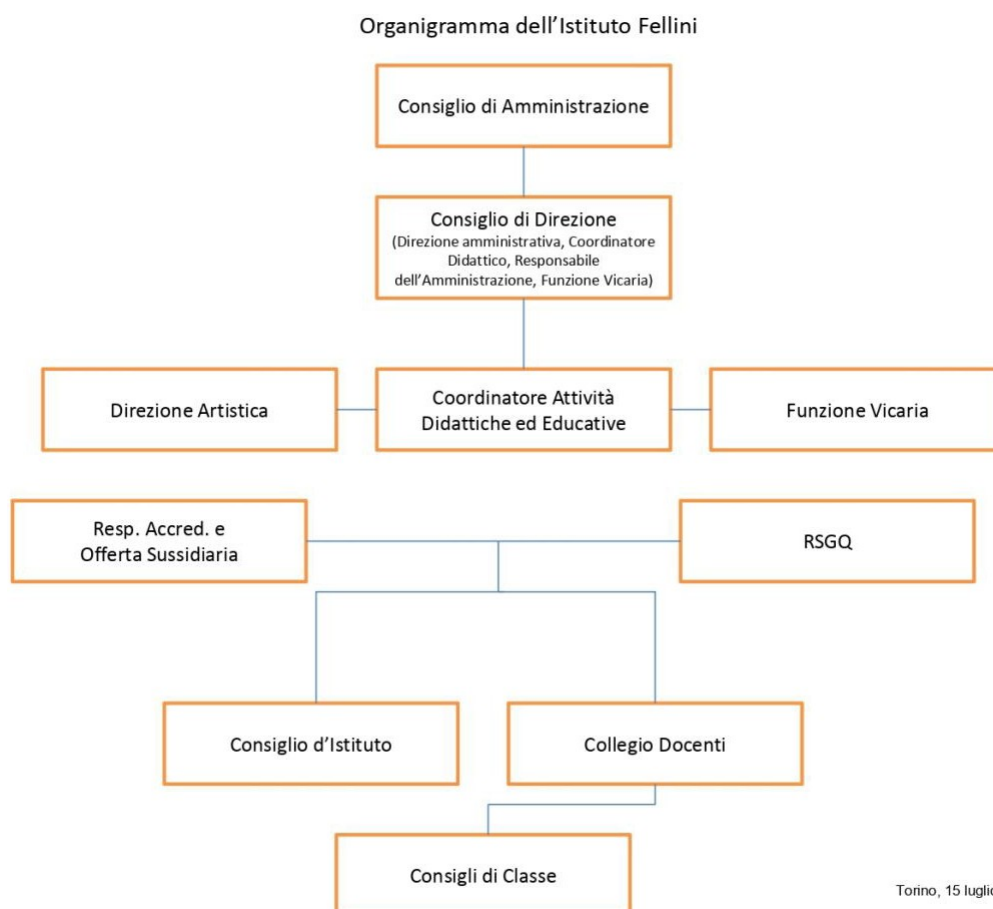 Organigramma dell’Istituto Fellini
Consiglio di Amministrazione
Consiglio di Direzione
(Direzione amministrativa, Coordinatore
Didattico, Responsabile
dell’Amministrazione, Funzione Vicaria)
Direzione Artistica
Coordinatore Attività
Didattiche ed Educative
Funzione Vicaria
Resp. Accred. e
Offerta Sussidiaria
RSGQ
Consiglio d’Istituto
Collegio Docenti
Consigli di Classe
Torino, 15